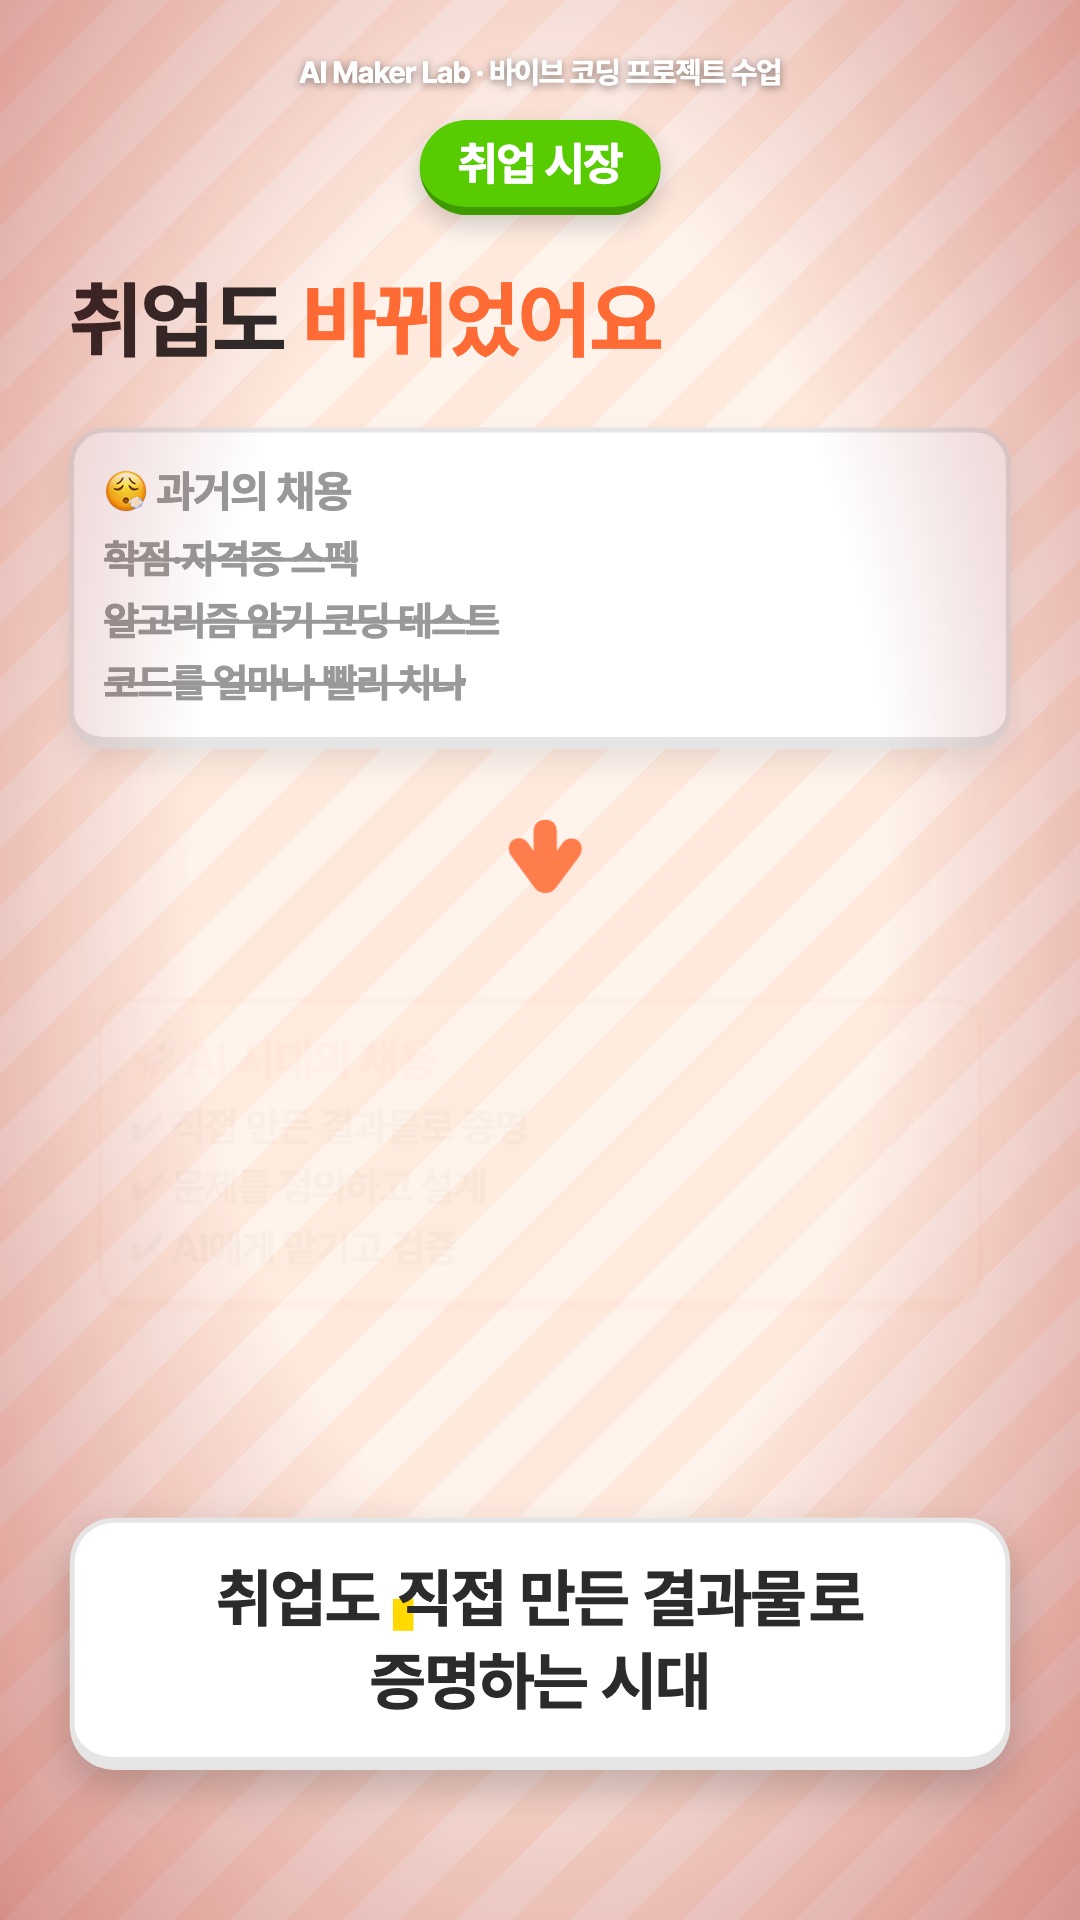 AI Maker Lab · 바이브 코딩 프로젝트 수업
취업 시장
취업도 바뀌었어요
😮‍💨 과거의 채용
학점·자격증 스펙
알고리즘 암기 코딩 테스트
코드를 얼마나 빨리 치나
🚀 AI 시대의 채용
✔ 직접 만든 결과물로 증명
✔ 문제를 정의하고 설계
✔ AI에게 맡기고 검증
취업도 직접 만든 결과물로
증명하는 시대